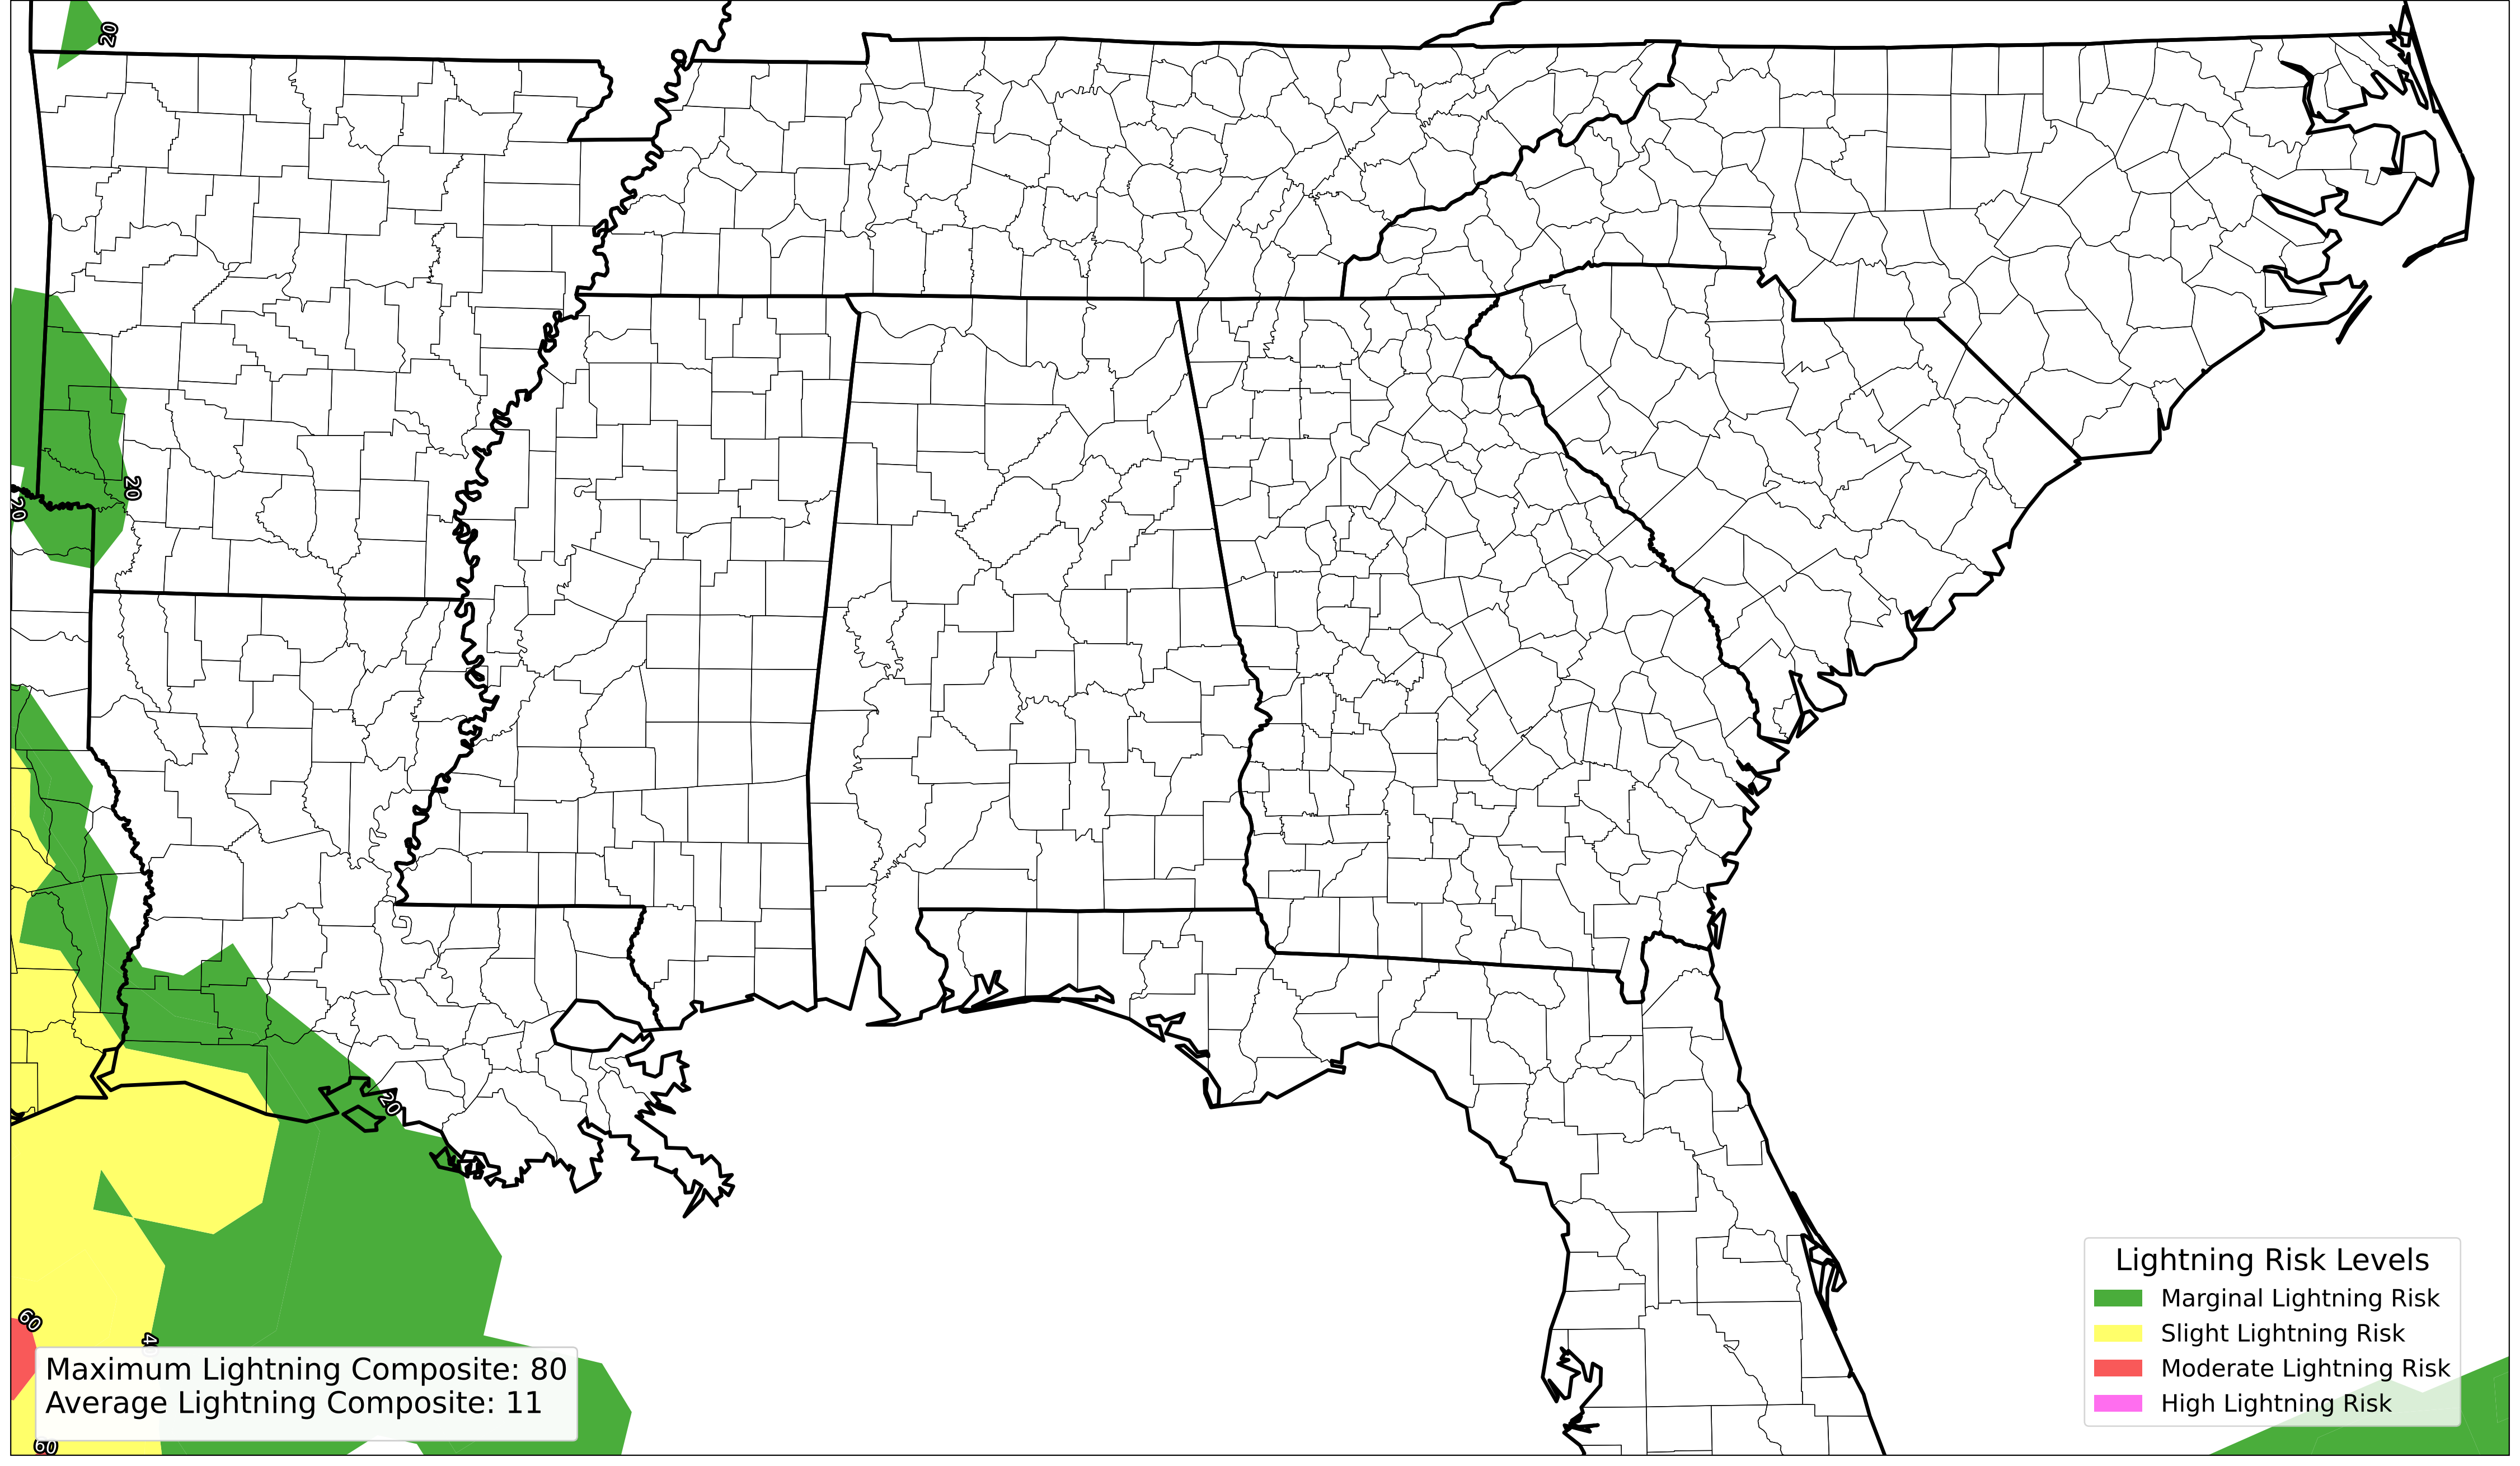 20
20
20
20
60
4
60
Maximum Lightning Composite: 80
Average Lightning Composite: 11
Lightning Risk Levels
Marginal Lightning Risk
Slight Lightning Risk
Moderate Lightning Risk
High Lightning Risk